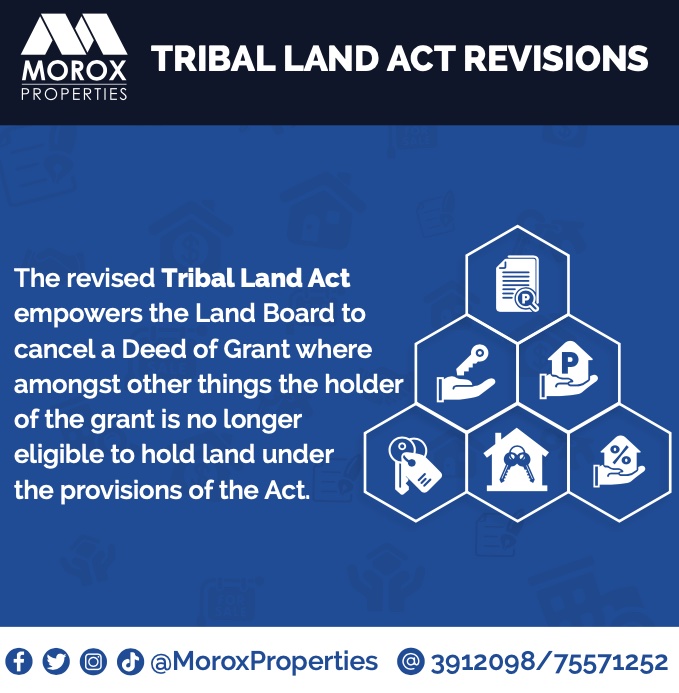 MOROX
PROPERTIES
TRIBAL LAND ACT REVISIONS
The revised Tribal Land Act
empowers the Land Board to
cancel a Deed of Grant where
amongst other things the holder
of the grant is no longer
eligible to hold land under
the provisions of the Act.
P
P
%
@MoroxProperties @ 3912098/75571252